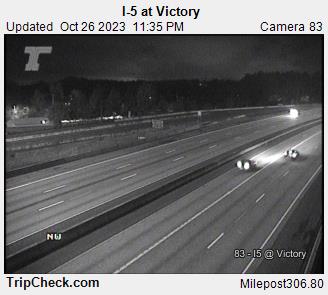 I-5 at Victory
Updated Oct 26 2023 11:35 PM Camera 83
T
NW
83 - I5 @ Victory
TripCheck.com Milepost306.80